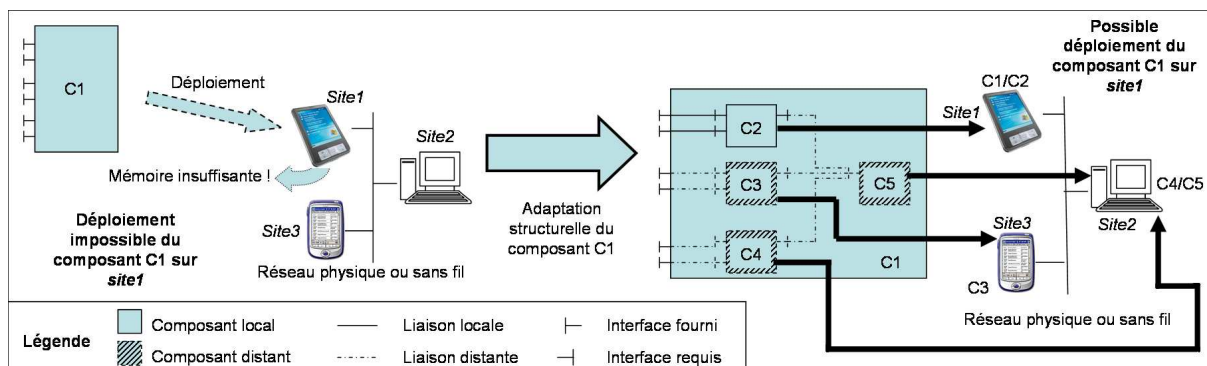 C1
Déploiement
Site1
Site2
Mémoire insuffisante !
Déploiement
impossible du
composant C1 sur
site1
Site3
Réseau physique ou sans fil
Adaptation
structurelle du
composant C1
C2
C3
C4
C5
C1
Possible
déploiement du
composant C1 sur
site1
C1/C2
Site1
C4/C5
Site2
Site3
C3
Réseau physique ou sans fil
Légende
Composant local
Liaison locale
Interface fourni
Composant distant
Liaison distante
Interface requis